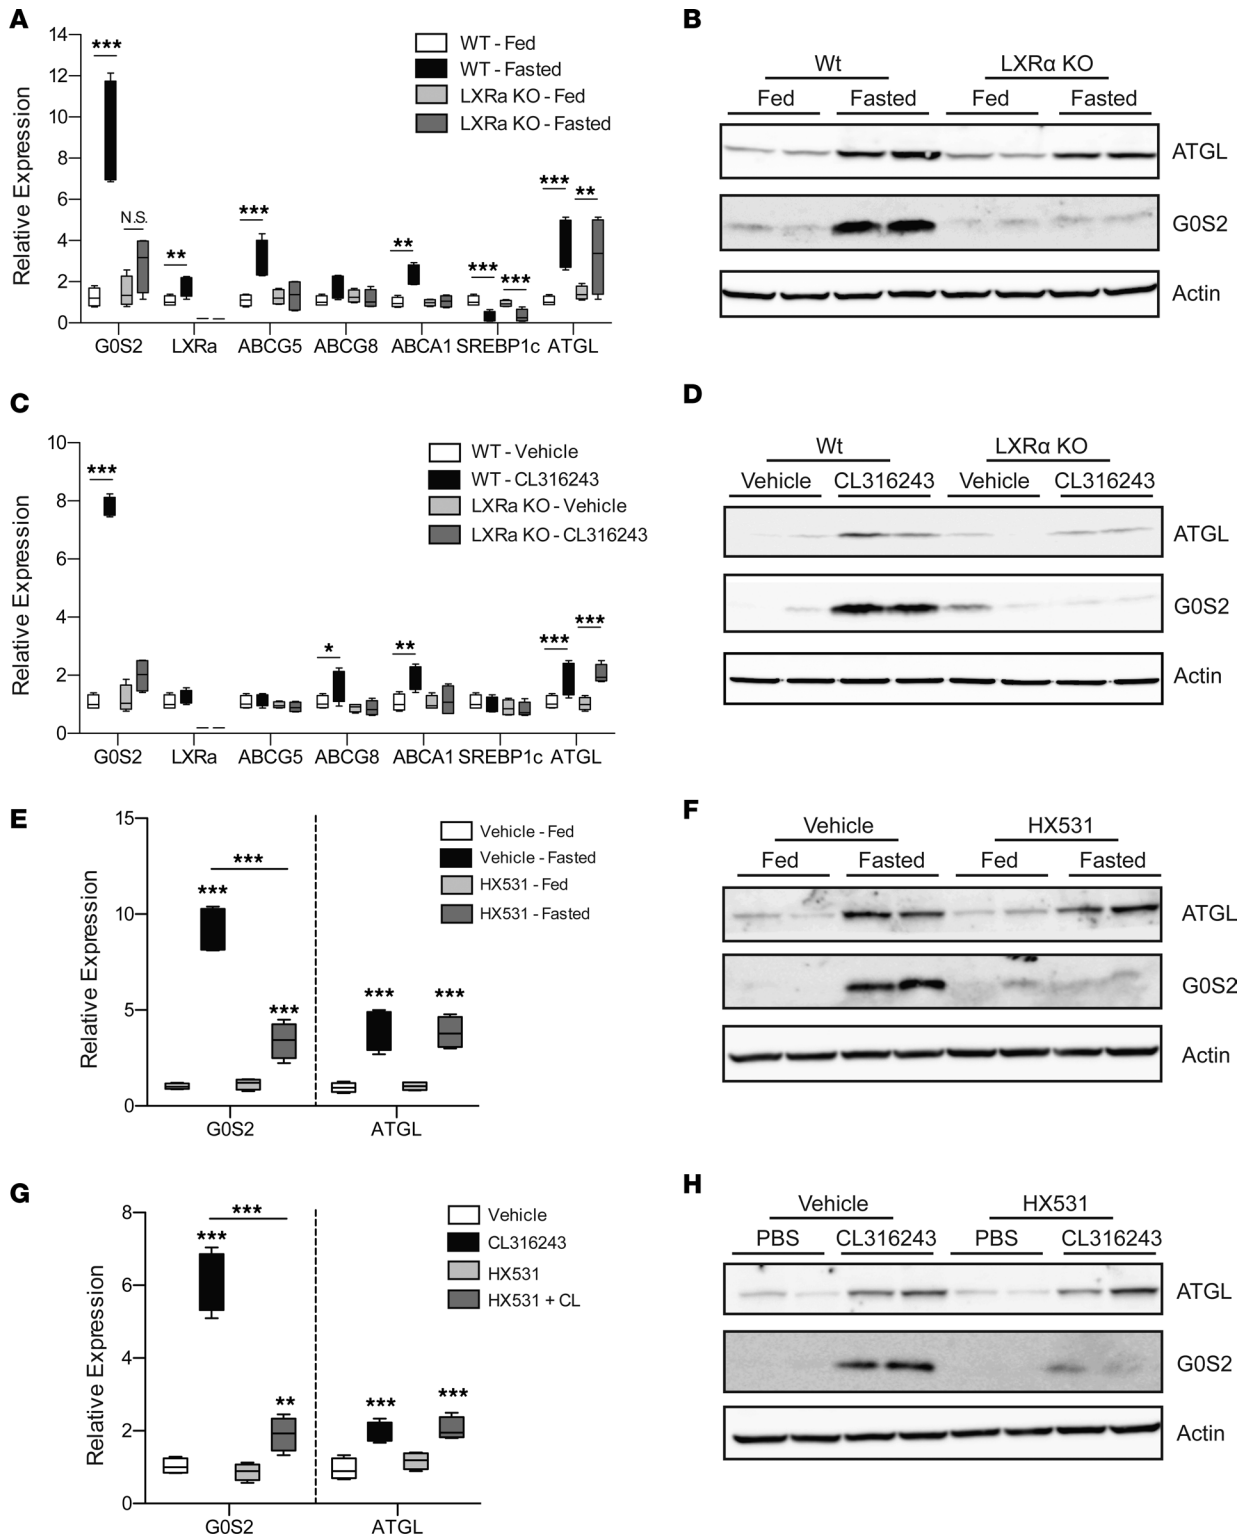 A
Relative Expression
14
12
10
8
6
4
2
0
***
N.S.
**
***
**
***
***
***
**
WT - Fed
WT - Fasted
LXRa KO - Fed
LXRa KO - Fasted
G0S2 LXRa ABCG5 ABCG8 ABCA1 SREBP1c ATGL
B
Wt LXRα KO
Fed Fasted Fed Fasted
ATGL
G0S2
Actin
C
Relative Expression
10
8
6
4
2
0
***
*
**
***
***
WT - Vehicle
WT - CL316243
LXRa KO - Vehicle
LXRa KO - CL316243
G0S2 LXRa ABCG5 ABCG8 ABCA1 SREBP1c ATGL
D
Wt LXRα KO
Vehicle CL316243 Vehicle CL316243
ATGL
G0S2
Actin
E
Relative Expression
15
10
5
0
***
***
***
***
***
Vehicle - Fed
Vehicle - Fasted
HX531 - Fed
HX531 - Fasted
G0S2 ATGL
F
Vehicle HX531
Fed Fasted Fed Fasted
ATGL
G0S2
Actin
G
Relative Expression
8
6
4
2
0
***
***
**
***
***
Vehicle
CL316243
HX531
HX531 + CL
G0S2 ATGL
H
Vehicle HX531
PBS CL316243 PBS CL316243
ATGL
G0S2
Actin